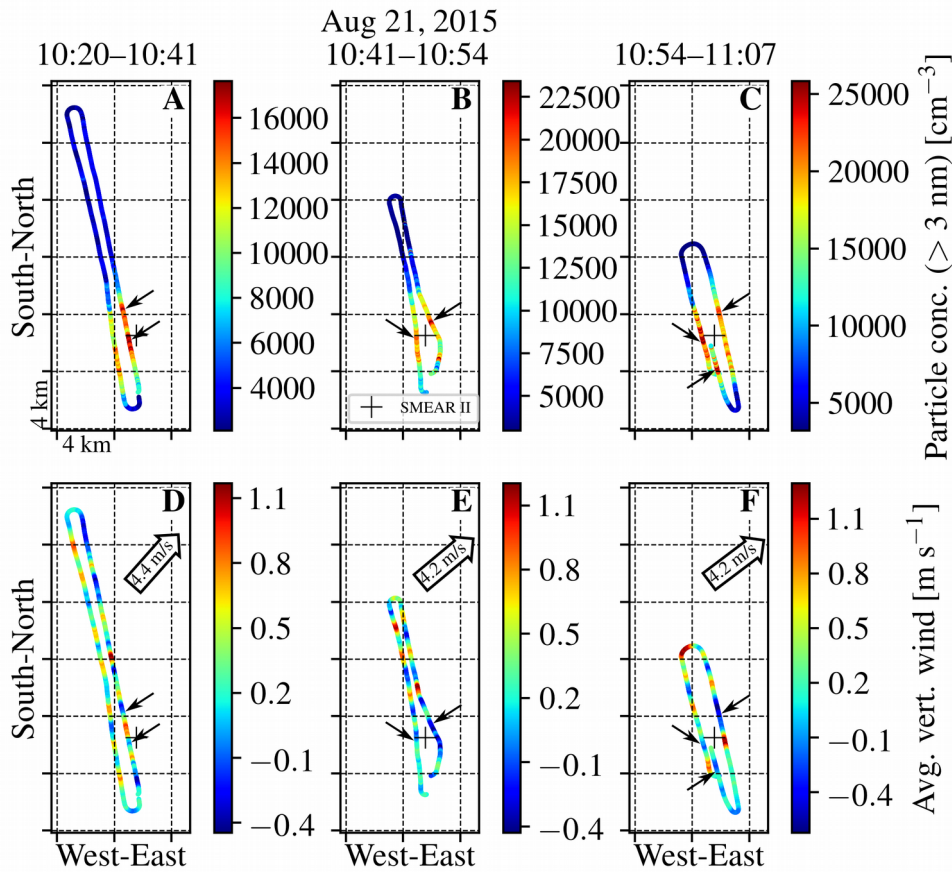 Aug 21, 2015
10:20–10:41
10:41–10:54
10:54–11:07
A
B
C
16000
14000
12000
10000
8000
6000
4000
22500
20000
17500
15000
12500
10000
7500
5000
25000
20000
15000
10000
5000
Particle conc. (> 3 nm) [cm⁻³]
South-North
4 km
4 km
SMEAR II
D
E
F
4.4 m/s
4.2 m/s
4.2 m/s
1.1
0.8
0.5
0.2
−0.1
−0.4
1.1
0.8
0.5
0.2
−0.1
−0.4
1.1
0.8
0.5
0.2
−0.1
−0.4
Avg. vert. wind [m s⁻¹]
South-North
West-East
West-East
West-East